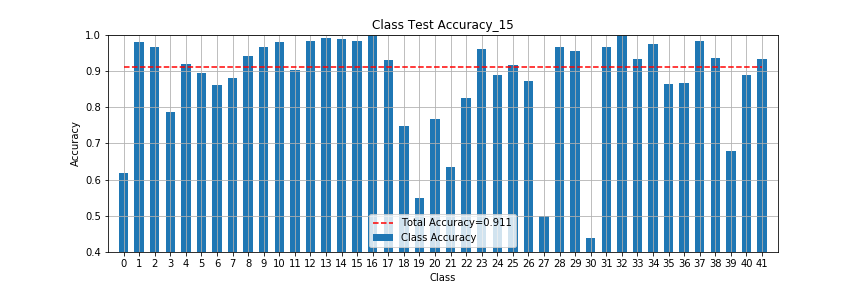 Class Test Accuracy_15
1.0
0.9
0.8
0.7
0.6
0.5
0.4
Accuracy
Total Accuracy=0.911
Class Accuracy
0 1 2 3 4 5 6 7 8 9 10 11 12 13 14 15 16 17 18 19 20 21 22 23 24 25 26 27 28 29 30 31 32 33 34 35 36 37 38 39 40 41
Class